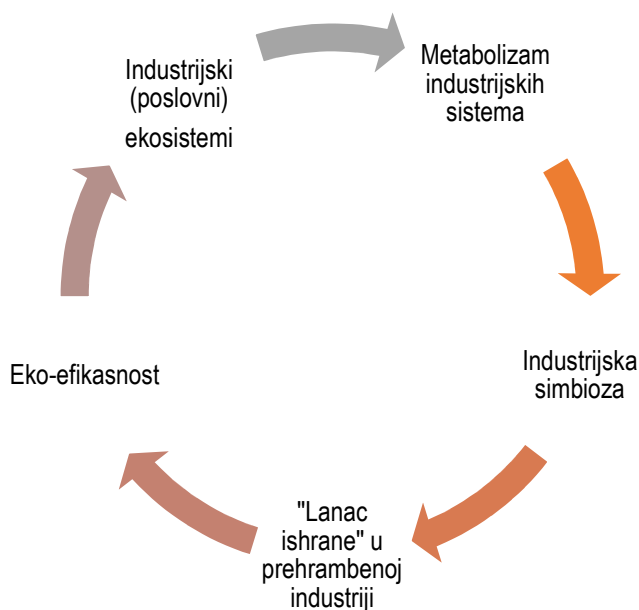 Industrijski
(poslovni)
ekosistemi
Metabolizam
industrijskih
sistema
Industrijska
simbioza
"Lanac
ishrane" u
prehrambenoj
industriji
Eko-efikasnost